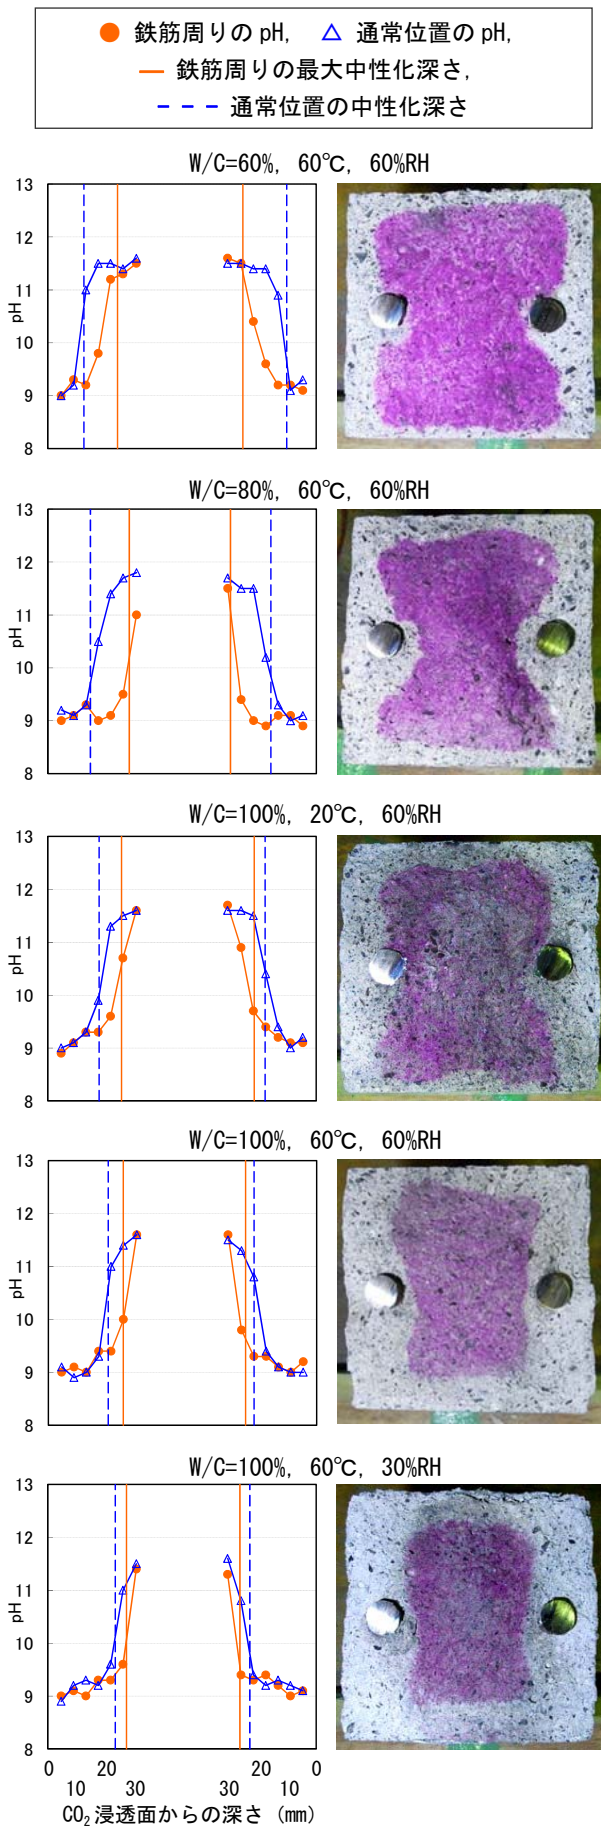 鉄筋周りの pH, 通常位置の pH,
鉄筋周りの最大中性化深さ,
通常位置の中性化深さ
W/C=60%, 60℃, 60%RH
13
12
11
10
9
8
pH
W/C=80%, 60℃, 60%RH
13
12
11
10
9
8
pH
W/C=100%, 20℃, 60%RH
13
12
11
10
9
8
pH
W/C=100%, 60℃, 60%RH
13
12
11
10
9
8
pH
W/C=100%, 60℃, 30%RH
13
12
11
10
9
8
pH
0 20 20 0
10 30 30 10
CO₂浸透面からの深さ (mm)